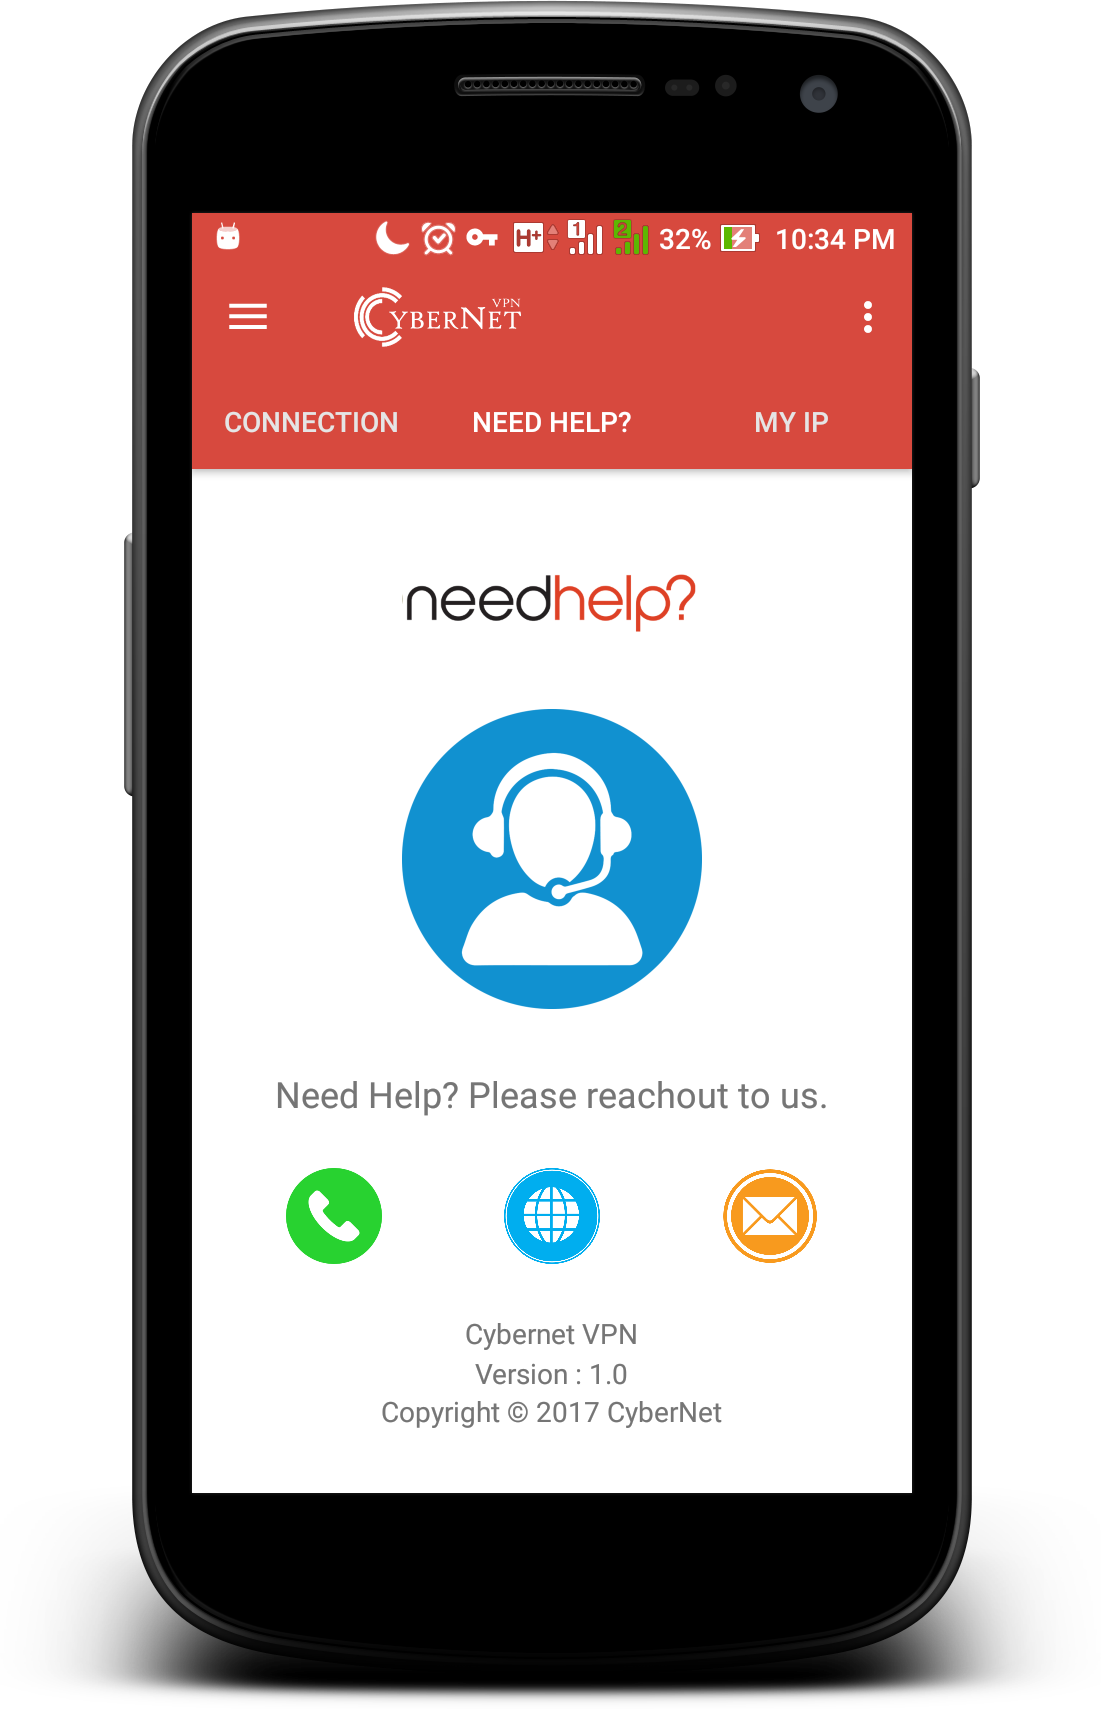 H+ 1 2 32% 10:34 PM
CYBERNET VPN
CONNECTION NEED HELP? MY IP
needhelp?
Need Help? Please reachout to us.
Cybernet VPN
Version : 1.0
Copyright © 2017 CyberNet